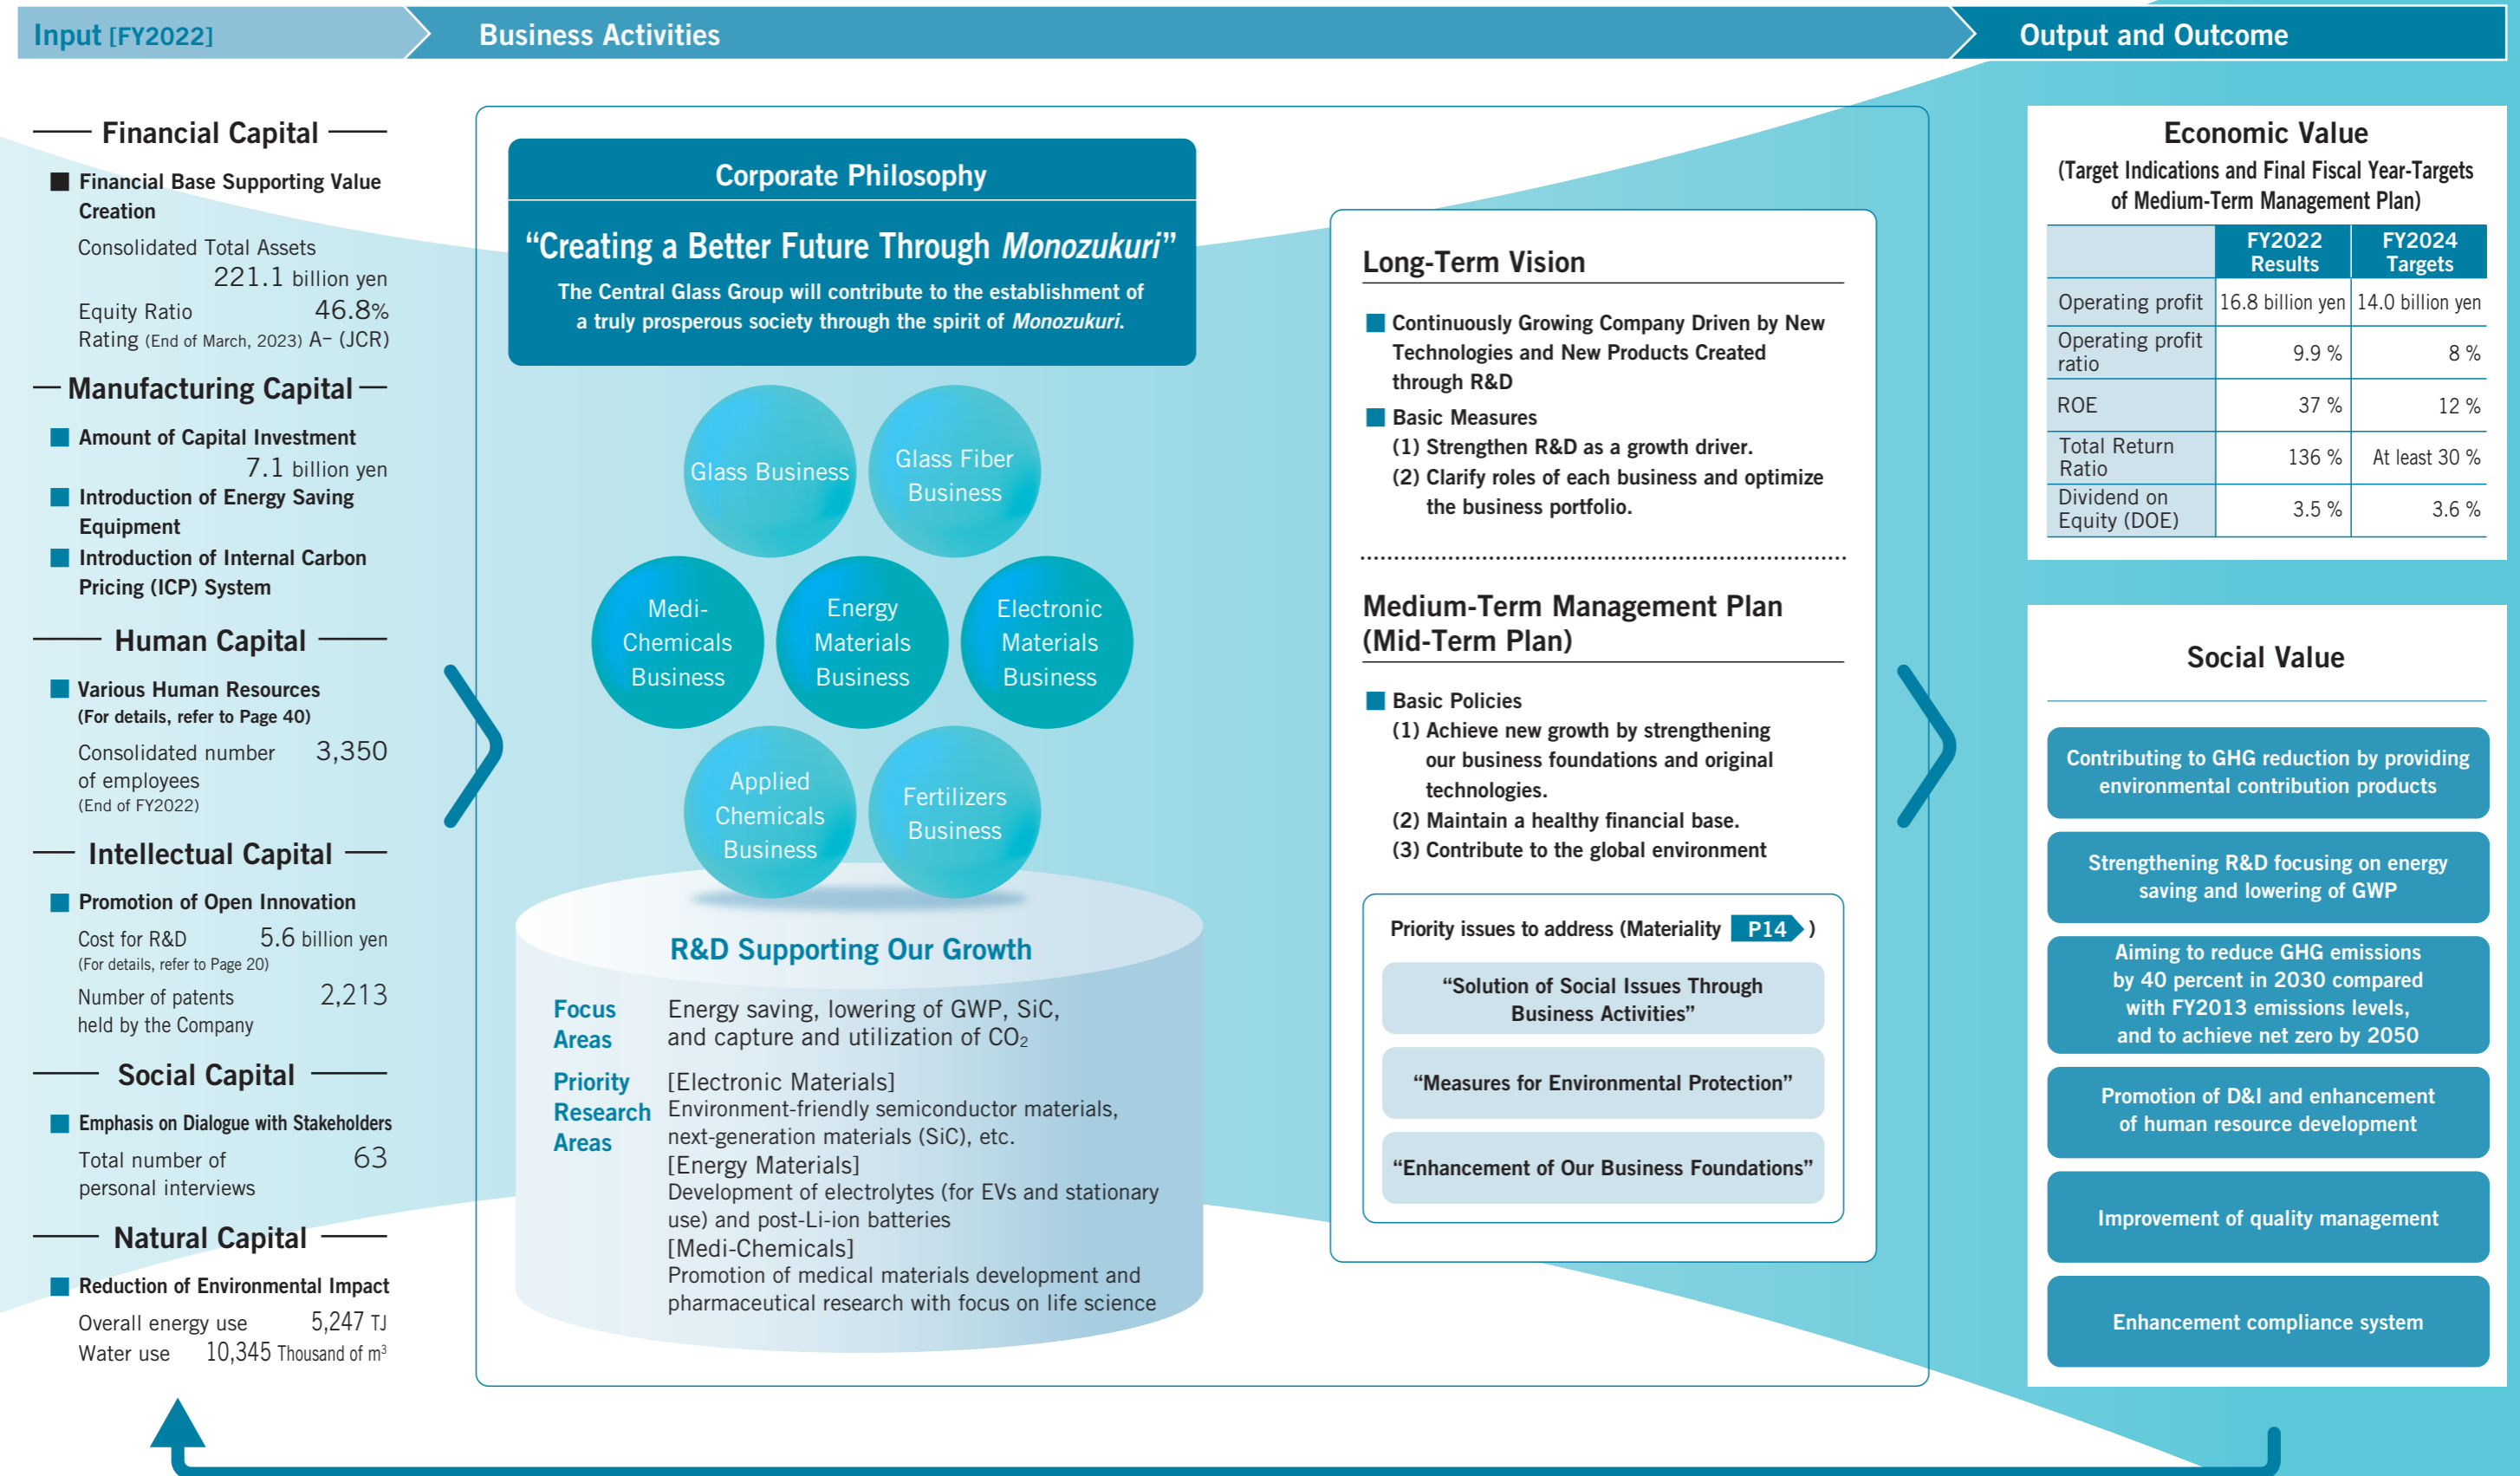 Input [FY2022]
Business Activities
Output and Outcome
Financial Capital
Financial Base Supporting Value
Creation
Consolidated Total Assets
221.1 billion yen
Equity Ratio 46.8%
Rating (End of March, 2023) A− (JCR)
Manufacturing Capital
Amount of Capital Investment
7.1 billion yen
Introduction of Energy Saving
Equipment
Introduction of Internal Carbon
Pricing (ICP) System
Human Capital
Various Human Resources
(For details, refer to Page 40)
Consolidated number 3,350
of employees
(End of FY2022)
Intellectual Capital
Promotion of Open Innovation
Cost for R&D 5.6 billion yen
(For details, refer to Page 20)
Number of patents 2,213
held by the Company
Social Capital
Emphasis on Dialogue with Stakeholders
Total number of 63
personal interviews
Natural Capital
Reduction of Environmental Impact
Overall energy use 5,247 TJ
Water use 10,345 Thousand of m³
Corporate Philosophy
“Creating a Better Future Through Monozukuri”
The Central Glass Group will contribute to the establishment of
a truly prosperous society through the spirit of Monozukuri.
Glass Business
Glass Fiber
Business
Medi-
Chemicals
Business
Energy
Materials
Business
Electronic
Materials
Business
Applied
Chemicals
Business
Fertilizers
Business
R&D Supporting Our Growth
Focus
Areas
Energy saving, lowering of GWP, SiC,
and capture and utilization of CO₂
Priority
Research
Areas
[Electronic Materials]
Environment-friendly semiconductor materials,
next-generation materials (SiC), etc.
[Energy Materials]
Development of electrolytes (for EVs and stationary
use) and post-Li-ion batteries
[Medi-Chemicals]
Promotion of medical materials development and
pharmaceutical research with focus on life science
Long-Term Vision
Continuously Growing Company Driven by New
Technologies and New Products Created
through R&D
Basic Measures
(1) Strengthen R&D as a growth driver.
(2) Clarify roles of each business and optimize
the business portfolio.
Medium-Term Management Plan
(Mid-Term Plan)
Basic Policies
(1) Achieve new growth by strengthening
our business foundations and original
technologies.
(2) Maintain a healthy financial base.
(3) Contribute to the global environment
Priority issues to address (Materiality P14 )
“Solution of Social Issues Through
Business Activities”
“Measures for Environmental Protection”
“Enhancement of Our Business Foundations”
Economic Value
(Target Indications and Final Fiscal Year-Targets
of Medium-Term Management Plan)
FY2022
Results
FY2024
Targets
Operating profit 16.8 billion yen 14.0 billion yen
Operating profit
ratio
9.9 % 8 %
ROE 37 % 12 %
Total Return
Ratio
136 % At least 30 %
Dividend on
Equity (DOE)
3.5 % 3.6 %
Social Value
Contributing to GHG reduction by providing
environmental contribution products
Strengthening R&D focusing on energy
saving and lowering of GWP
Aiming to reduce GHG emissions
by 40 percent in 2030 compared
with FY2013 emissions levels,
and to achieve net zero by 2050
Promotion of D&I and enhancement
of human resource development
Improvement of quality management
Enhancement compliance system